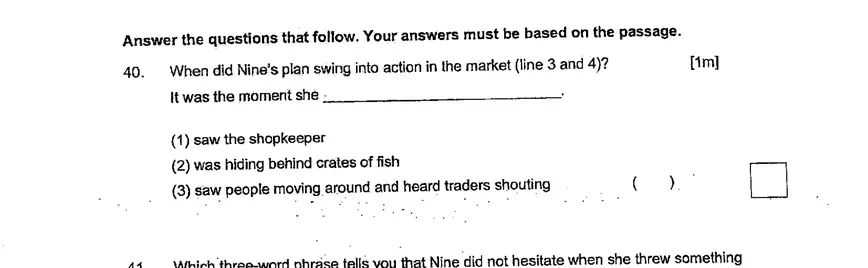 Answer the questions that follow. Your answers must be based on the passage.
40. When did Nine's plan swing into action in the market (line 3 and 4)? [1m]
It was the moment she ____________________.
(1) saw the shopkeeper
(2) was hiding behind crates of fish
(3) saw people moving around and heard traders shouting ( )
41. Which three-word phrase tells you that Nine did not hesitate when she threw something